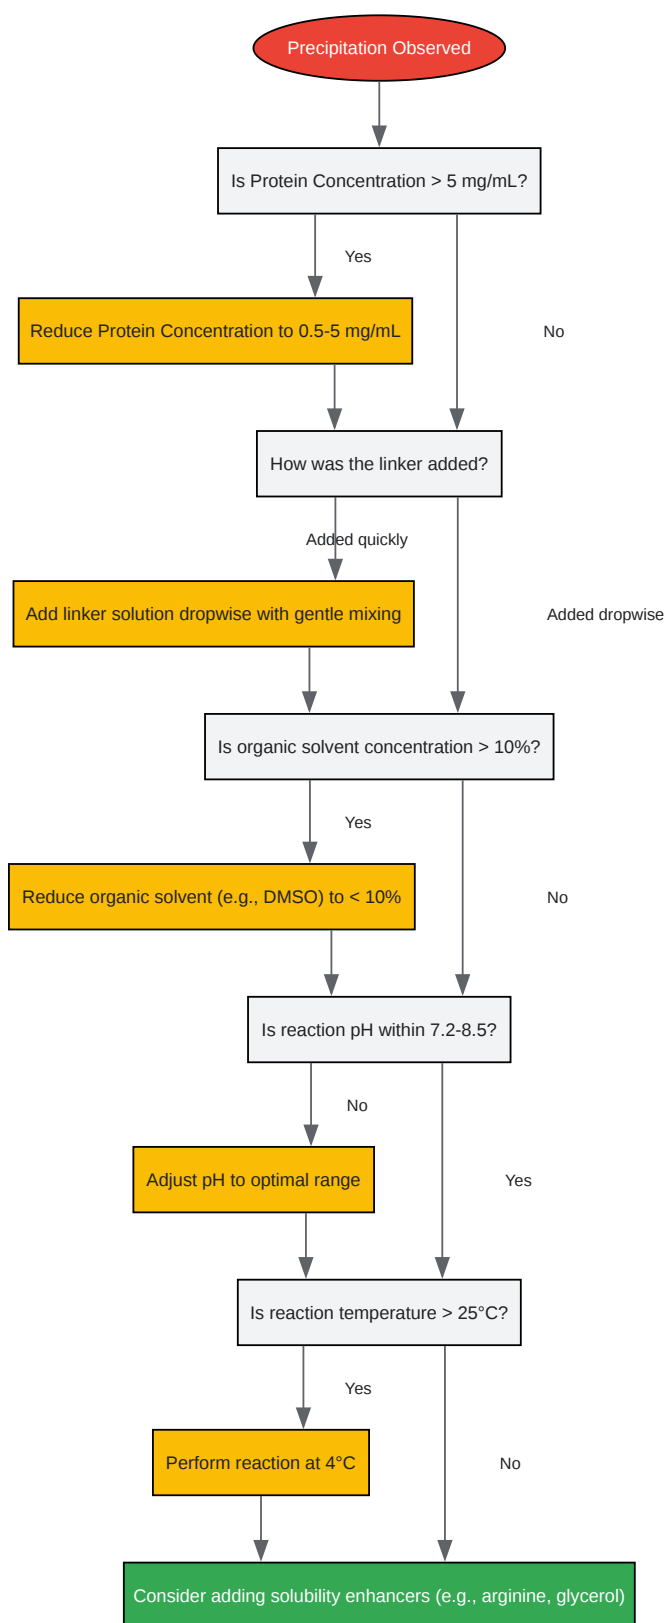 Precipitation Observed
Is Protein Concentration > 5 mg/mL?
Yes
Reduce Protein Concentration to 0.5-5 mg/mL
No
How was the linker added?
Added quickly
Add linker solution dropwise with gentle mixing
Added dropwise
Is organic solvent concentration > 10%?
Yes
Reduce organic solvent (e.g., DMSO) to < 10%
No
Is reaction pH within 7.2-8.5?
No
Adjust pH to optimal range
Yes
Is reaction temperature > 25°C?
Yes
Perform reaction at 4°C
No
Consider adding solubility enhancers (e.g., arginine, glycerol)